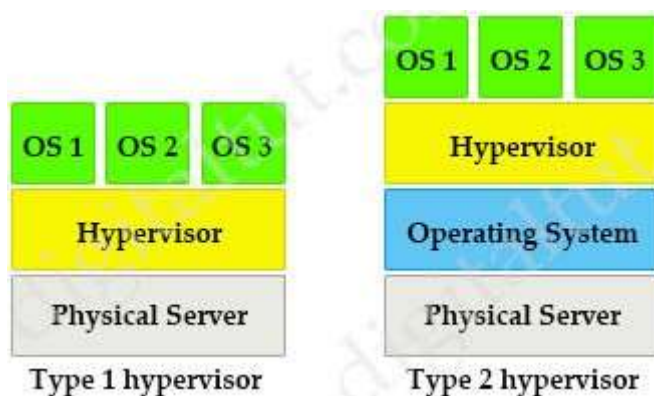 OS 1 OS 2 OS 3
Hypervisor
Physical Server
Type 1 hypervisor
OS 1 OS 2 OS 3
Hypervisor
Operating System
Physical Server
Type 2 hypervisor